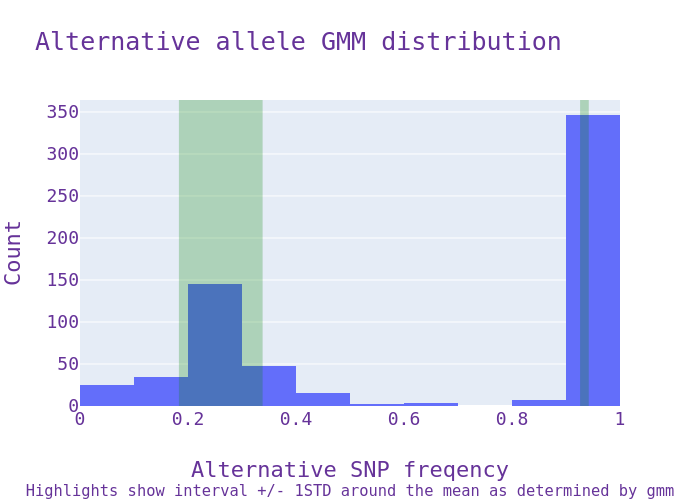 Alternative allele GMM distribution
350
300
250
200
150
100
50
0
Count
0 0.2 0.4 0.6 0.8 1
Alternative SNP freqency
Highlights show interval +/- 1STD around the mean as determined by gmm